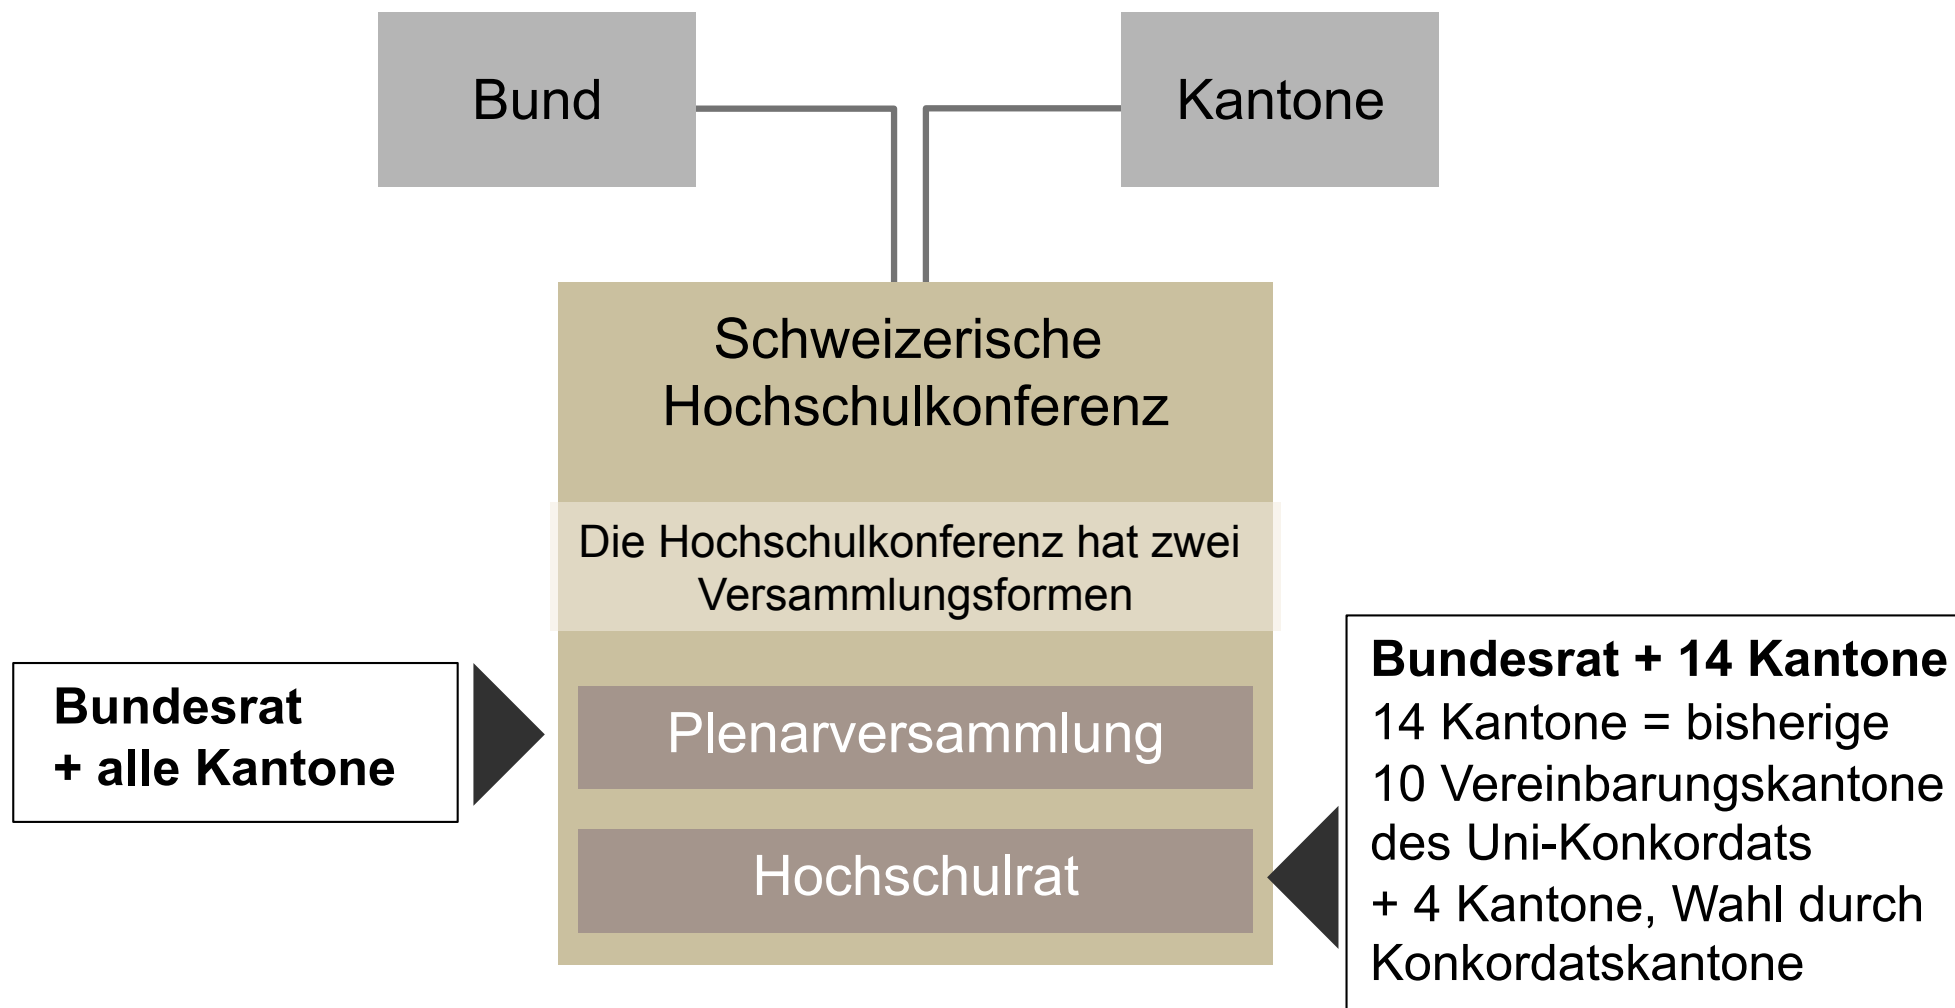 Bund
Kantone
Schweizerische
Hochschulkonferenz
Die Hochschulkonferenz hat zwei
Versammlungsformen
Bundesrat
+ alle Kantone
Plenarversammlung
Hochschulrat
Bundesrat + 14 Kantone
14 Kantone = bisherige
10 Vereinbarungskantone
des Uni-Konkordats
+ 4 Kantone, Wahl durch
Konkordatskantone